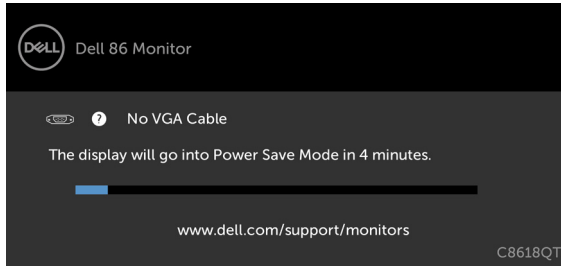 DELL
Dell 86 Monitor
? No VGA Cable
The display will go into Power Save Mode in 4 minutes.
www.dell.com/support/monitors
C8618QT